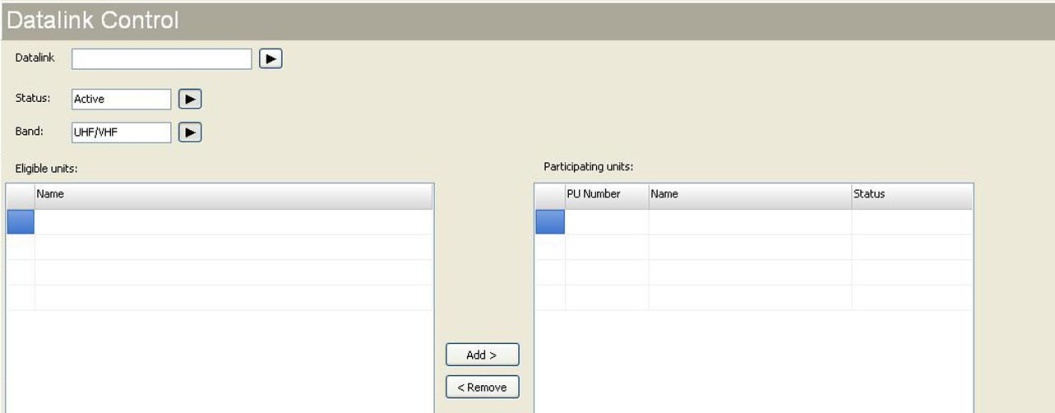 Datalink Control
Datalink
Status: Active
Band: UHF/VHF
Eligible units:
Participating units:
Name
PU Number Name Status
Add >
< Remove